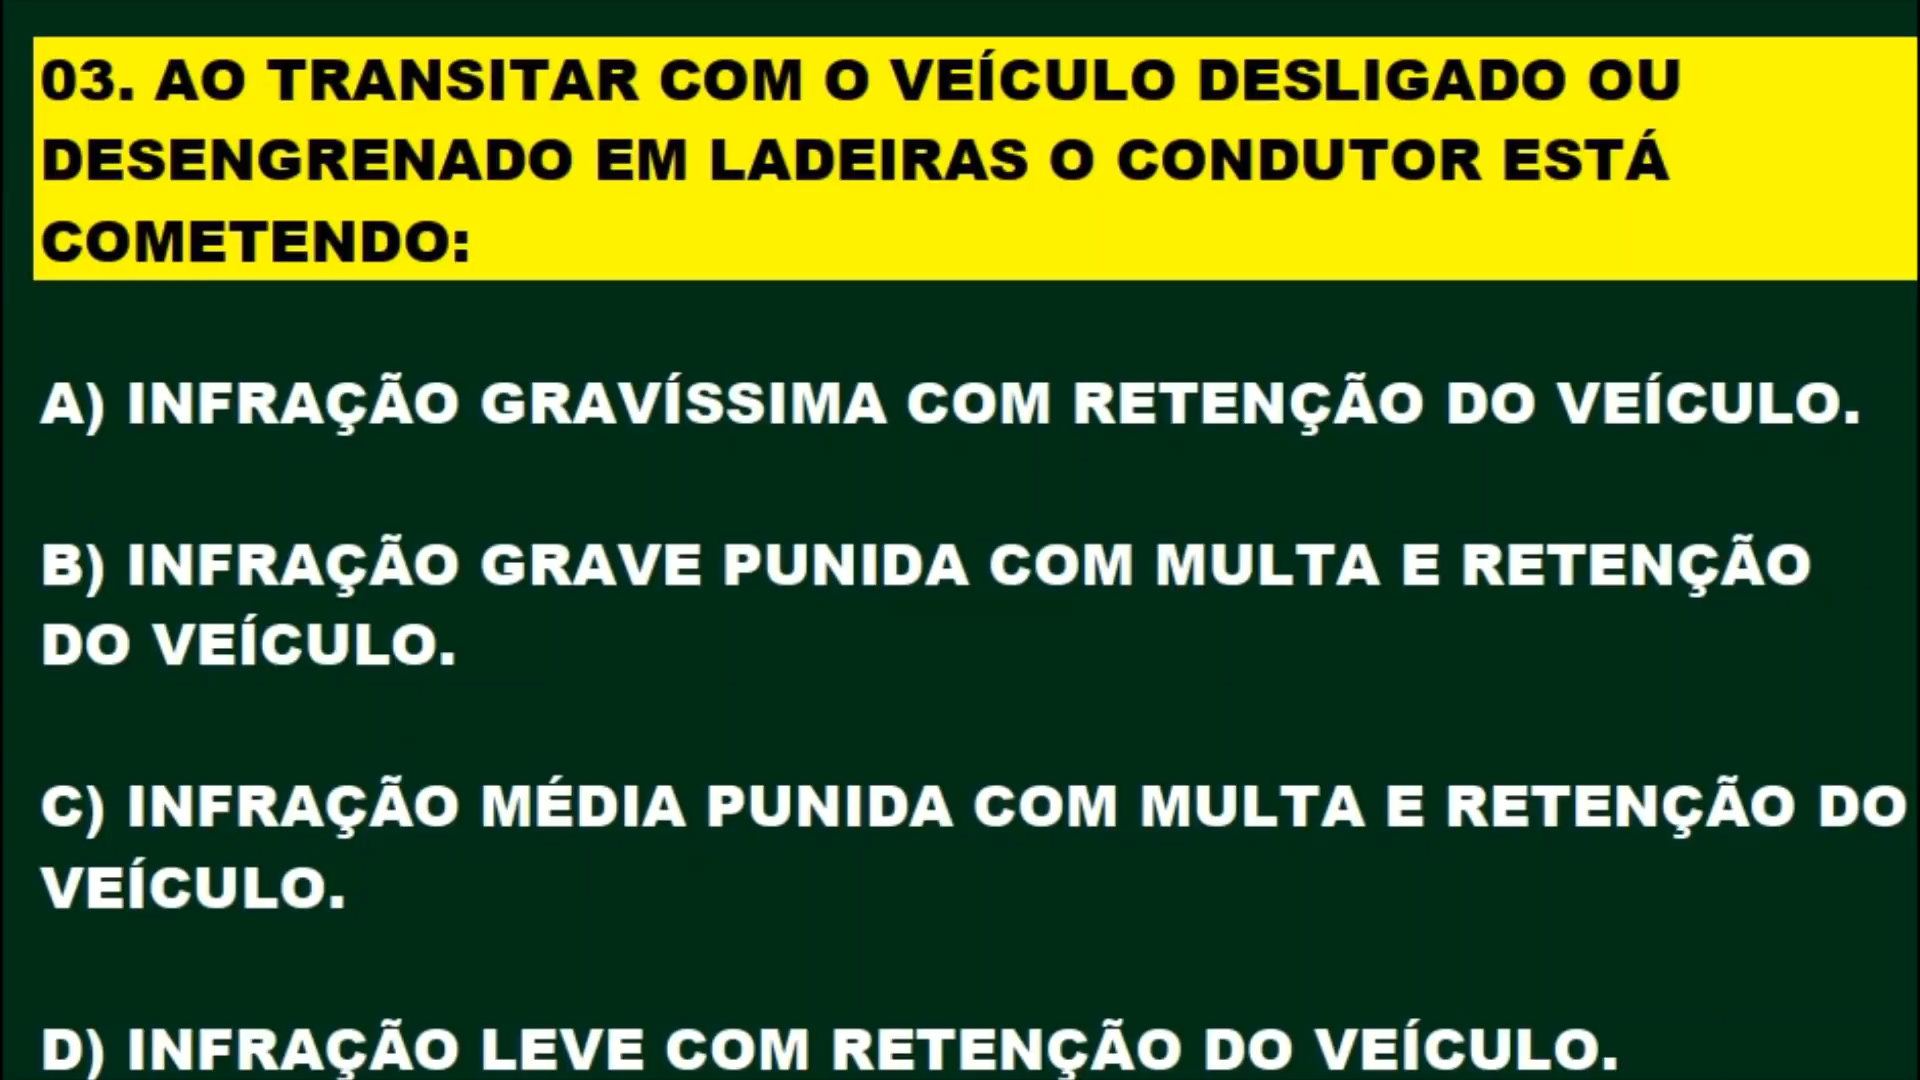 03. AO TRANSITAR COM O VEÍCULO DESLIGADO OU
DESENGRENADO EM LADEIRAS O CONDUTOR ESTÁ
COMETENDO:
A) INFRAÇÃO GRAVÍSSIMA COM RETENÇÃO DO VEÍCULO.
B) INFRAÇÃO GRAVE PUNIDA COM MULTA E RETENÇÃO
DO VEÍCULO.
C) INFRAÇÃO MÉDIA PUNIDA COM MULTA E RETENÇÃO DO
VEÍCULO.
D) INFRAÇÃO LEVE COM RETENÇÃO DO VEÍCULO.